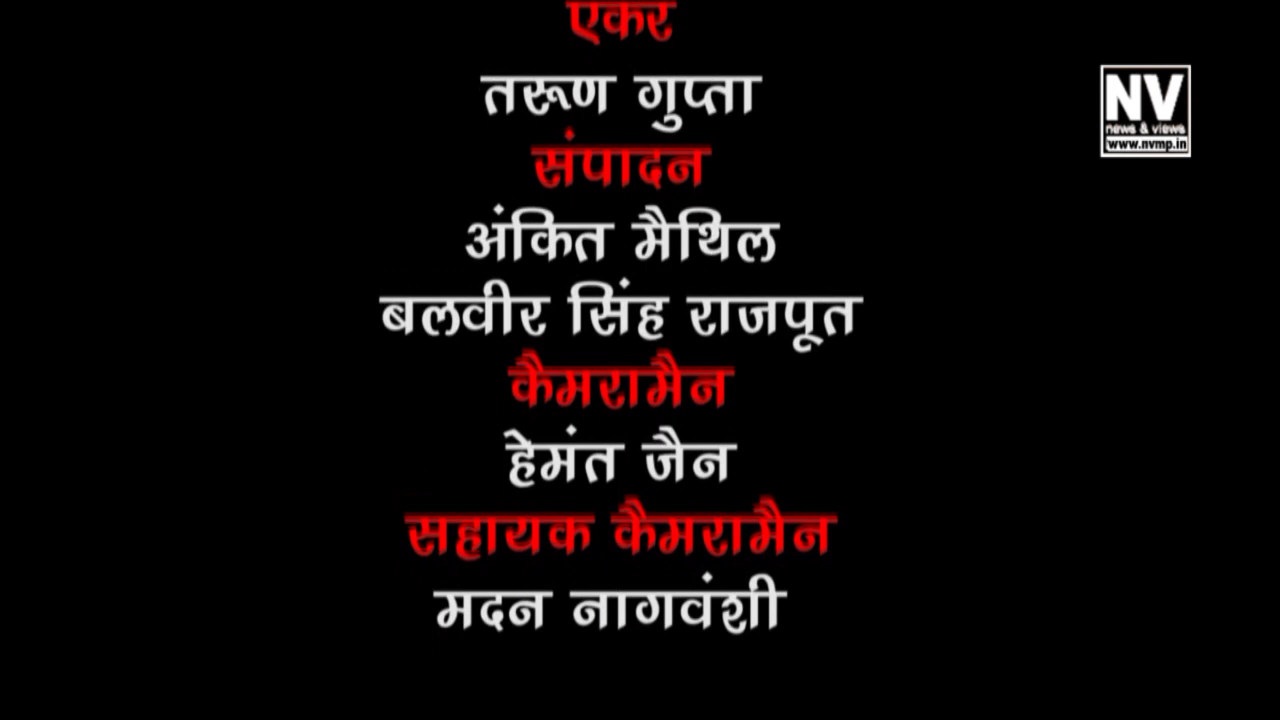 एंकर
तरूण गुप्ता
संपादन
अंकित मैथिल
बलवीर सिंह राजपूत
कैमरामैन
हेमंत जैन
सहायक कैमरामैन
मदन नागवंशी
NV
news & views
www.nvmp.in